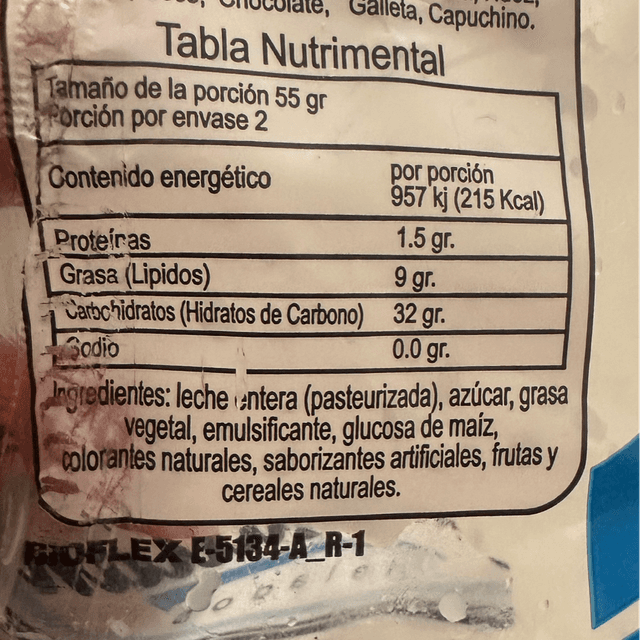 Chocolate, Galleta, Capuchino.
Tabla Nutrimental
Tamaño de la porción 55 gr
Porción por envase 2
Contenido energético por porción
957 kj (215 Kcal)
Proteínas 1.5 gr.
Grasa (Lipidos) 9 gr.
Carbohidratos (Hidratos de Carbono) 32 gr.
Sodio 0.0 gr.
Ingredientes: leche entera (pasteurizada), azúcar, grasa
vegetal, emulsificante, glucosa de maíz,
colorantes naturales, saborizantes artificiales, frutas y
cereales naturales.
BIOFLEX E-5134-A_R-1